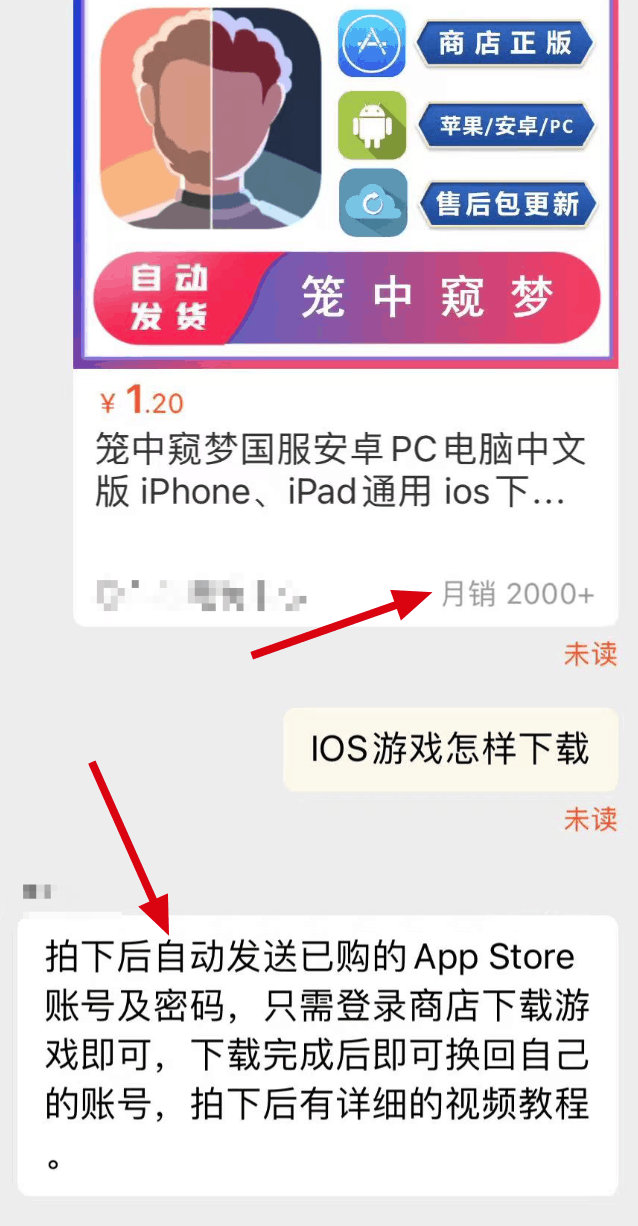 商店正版
苹果/安卓/PC
售后包更新
自动
发货
笼中窥梦
¥ 1.20
笼中窥梦国服安卓PC电脑中文
版 iPhone、iPad通用 ios下...
月销 2000+
未读
IOS游戏怎样下载
未读
拍下后自动发送已购的App Store
账号及密码，只需登录商店下载游
戏即可，下载完成后即可换回自己
的账号，拍下后有详细的视频教程
。